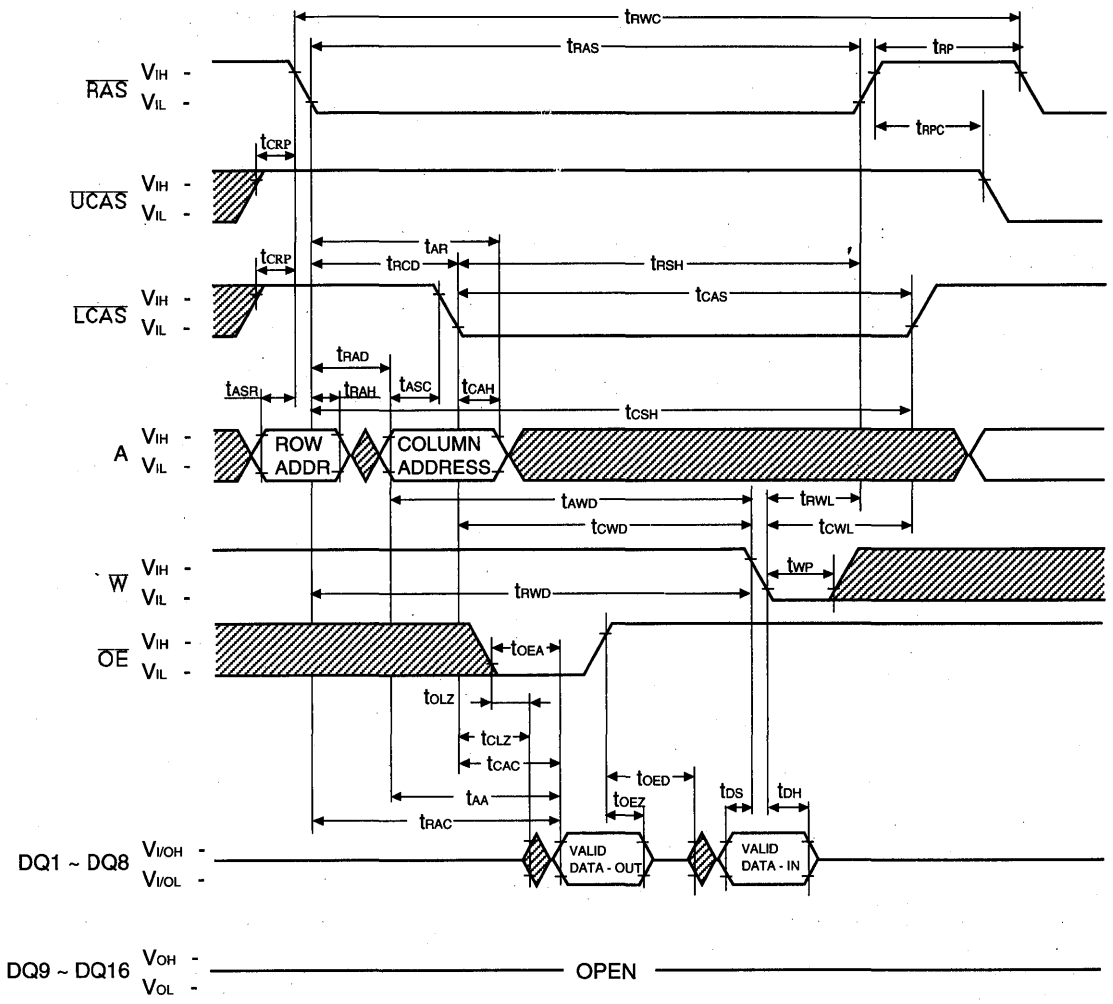 tRWC
tRAS
tRP
RAS
VIH -
VIL -
tRPC
tCRP
UCAS
VIH -
VIL -
tAR
tCRP
tRCD
tRSH
tCAS
LCAS
VIH -
VIL -
tRAD
tASR
tRAH
tASC
tCAH
tCSH
A
VIH -
VIL -
ROW
ADDR
COLUMN
ADDRESS
tAWD
tRWL
tCWD
tCWL
W
VIH -
VIL -
tWP
tRWD
OE
VIH -
VIL -
tOEA
tOLZ
tCLZ
tCAC
tOED
tAA
tOEZ
tDS
tDH
tRAC
DQ1 ~ DQ8
VI/OH -
VI/OL -
VALID
DATA - OUT
VALID
DATA - IN
DQ9 ~ DQ16
VOH -
VOL -
OPEN